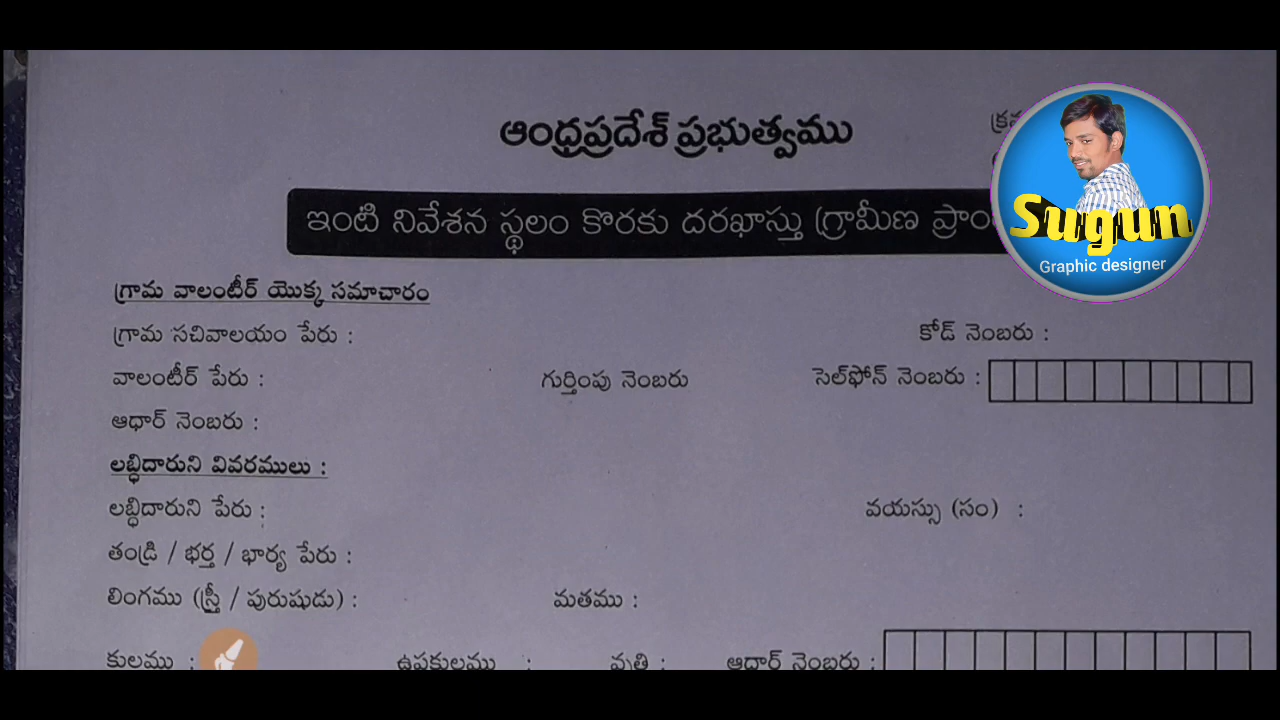 ఆంధ్రప్రదేశ్ ప్రభుత్వము
ఇంటి నివేశన స్థలం కొరకు దరఖాస్తు (గ్రామీణ
Sugun
Graphic designer
గ్రామ వాలంటీర్ యొక్క సమాచారం
గ్రామ సచివాలయం పేరు : కోడ్ నెంబరు :
వాలంటీర్ పేరు : గుర్తింపు నెంబరు సెల్‌ఫోన్ నెంబరు :
ఆధార్ నెంబరు :
లబ్ధిదారుని వివరములు :
లబ్ధిదారుని పేరు : వయస్సు (సం) :
తండ్రి / భర్త / భార్య పేరు :
లింగము (స్త్రీ / పురుషుడు) : మతము :
కులము : ఉపకులము : వృత్తి : ఆధార్ నెంబరు :